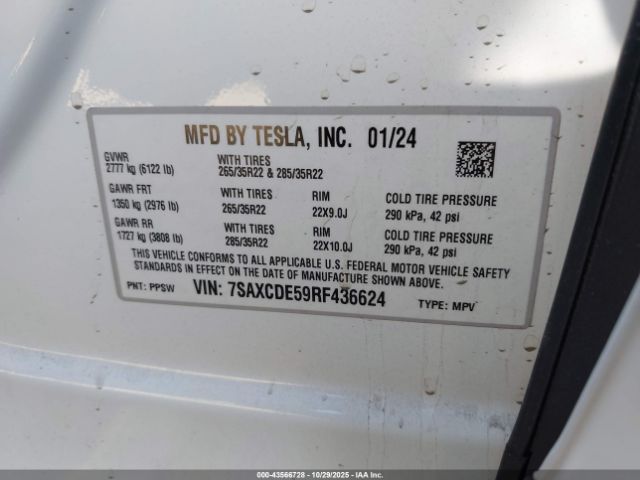 MFD BY TESLA, INC. 01/24
GVWR
2777 kg (6122 lb)
WITH TIRES
265/35R22 & 285/35R22
GAWR FRT
1350 kg (2976 lb)
WITH TIRES
265/35R22
RIM
22X9.0J
COLD TIRE PRESSURE
290 kPa, 42 psi
GAWR RR
1727 kg (3808 lb)
WITH TIRES
285/35R22
RIM
22X10.0J
COLD TIRE PRESSURE
290 kPa, 42 psi
THIS VEHICLE CONFORMS TO ALL APPLICABLE U.S. FEDERAL MOTOR VEHICLE SAFETY
STANDARDS IN EFFECT ON THE DATE OF MANUFACTURE SHOWN ABOVE.
PNT: PPSW VIN: 7SAXCDE59RF436624 TYPE: MPV
000-43566728 - 10/29/2025 - IAAI.COM